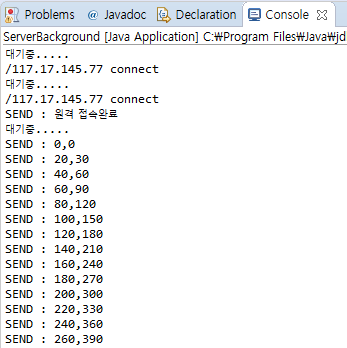 Problems @ Javadoc Declaration Console
ServerBackground [Java Application] C:₩Program Files₩Java₩jd
대기중.....
/117.17.145.77 connect
대기중.....
/117.17.145.77 connect
SEND : 원격 접속완료
대기중.....
SEND : 0,0
SEND : 20,30
SEND : 40,60
SEND : 60,90
SEND : 80,120
SEND : 100,150
SEND : 120,180
SEND : 140,210
SEND : 160,240
SEND : 180,270
SEND : 200,300
SEND : 220,330
SEND : 240,360
SEND : 260,390